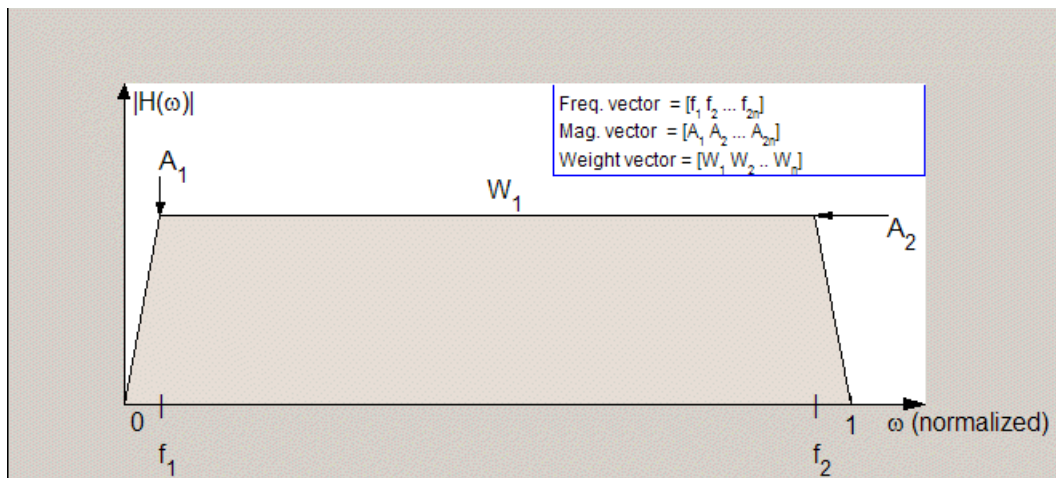 |H(ω)|
Freq. vector = [f₁ f₂ ... f₂ₙ]
Mag. vector = [A₁ A₂ ... A₂ₙ]
Weight vector = [W₁ W₂ .. Wₙ]
A₁
W₁
A₂
0
1
ω (normalized)
f₁
f₂